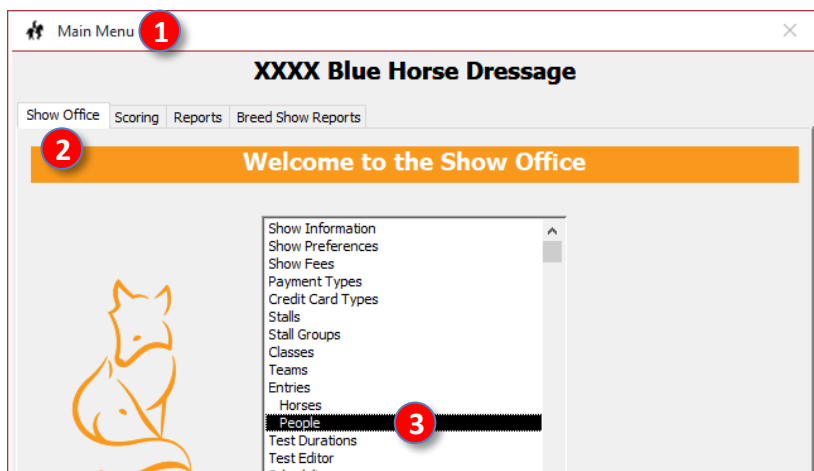 Main Menu 1
XXXX Blue Horse Dressage
Show Office Scoring Reports Breed Show Reports
2
Welcome to the Show Office
Show Information
Show Preferences
Show Fees
Payment Types
Credit Card Types
Stalls
Stall Groups
Classes
Teams
Entries
Horses
People 3
Test Durations
Test Editor